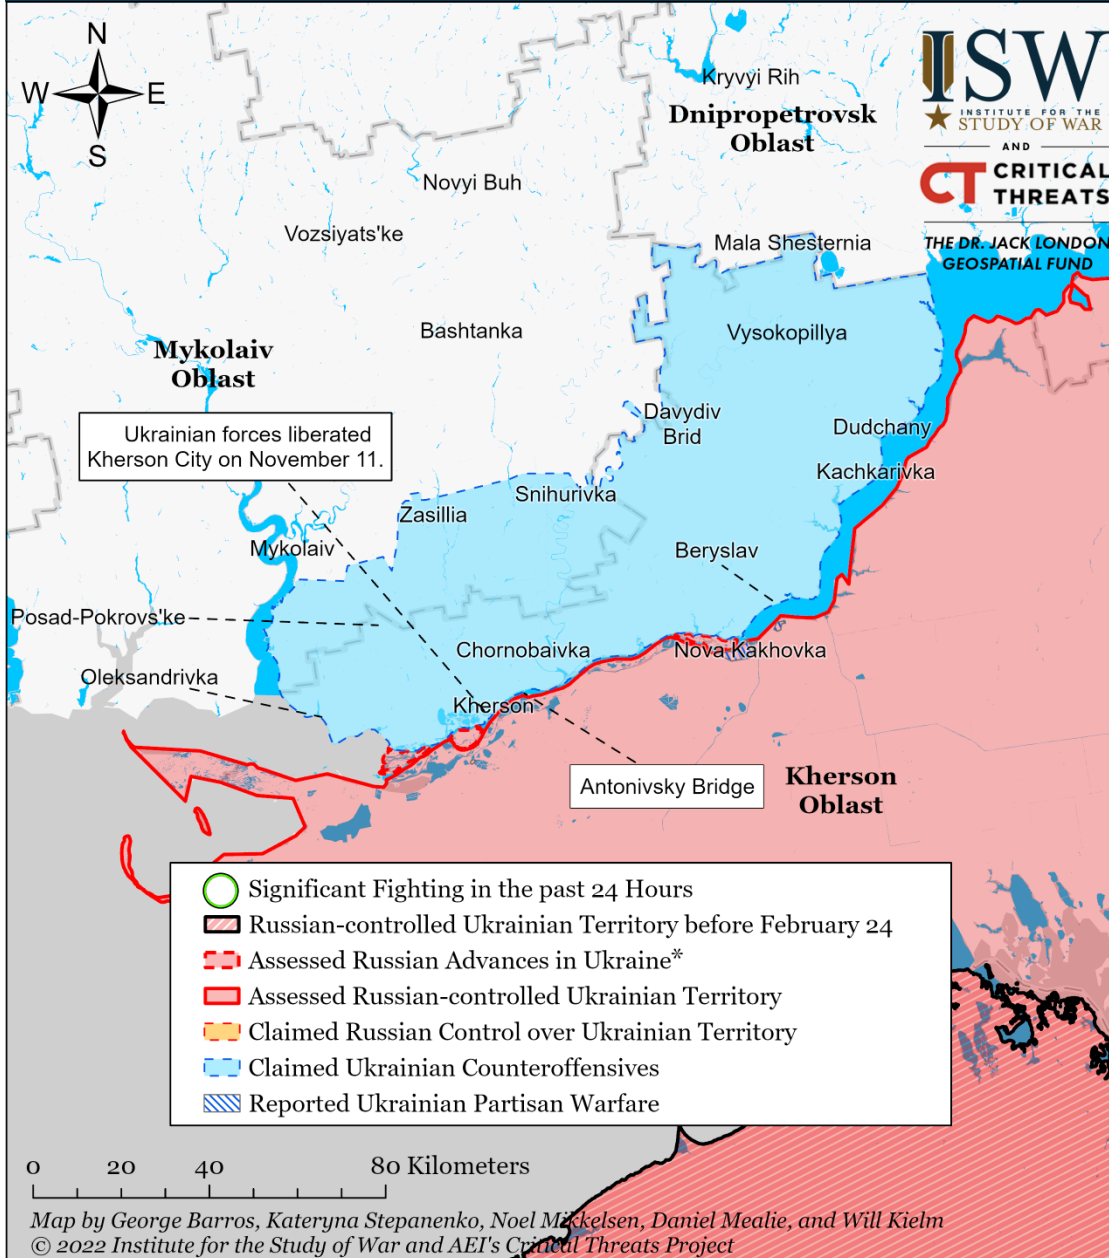 N
W E
S
ISW
INSTITUTE FOR THE
STUDY OF WAR
AND
CT CRITICAL
THREATS
THE DR. JACK LONDON
GEOSPATIAL FUND
Kryvyi Rih
Dnipropetrovsk
Oblast
Novyi Buh
Vozsiyats'ke
Mala Shesternia
Bashtanka
Vysokopillya
Mykolaiv
Oblast
Davydiv
Brid
Dudchany
Ukrainian forces liberated
Kherson City on November 11.
Kachkarivka
Snihurivka
Zasillia
Mykolaiv
Beryslav
Posad-Pokrovs'ke
Chornobaivka
Nova Kakhovka
Oleksandrivka
Kherson
Antonivsky Bridge
Kherson
Oblast
Significant Fighting in the past 24 Hours
Russian-controlled Ukrainian Territory before February 24
Assessed Russian Advances in Ukraine*
Assessed Russian-controlled Ukrainian Territory
Claimed Russian Control over Ukrainian Territory
Claimed Ukrainian Counteroffensives
Reported Ukrainian Partisan Warfare
0 20 40 80 Kilometers
Map by George Barros, Kateryna Stepanenko, Noel Mikkelsen, Daniel Mealie, and Will Kielm
© 2022 Institute for the Study of War and AEI's Critical Threats Project